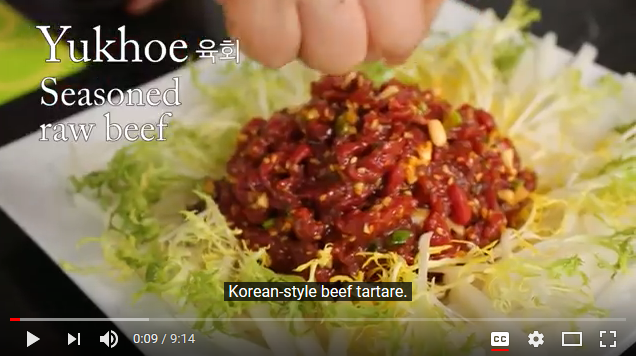 Yukhoe 육회
Seasoned
raw beef
Korean-style beef tartare.
0:09 / 9:14
CC